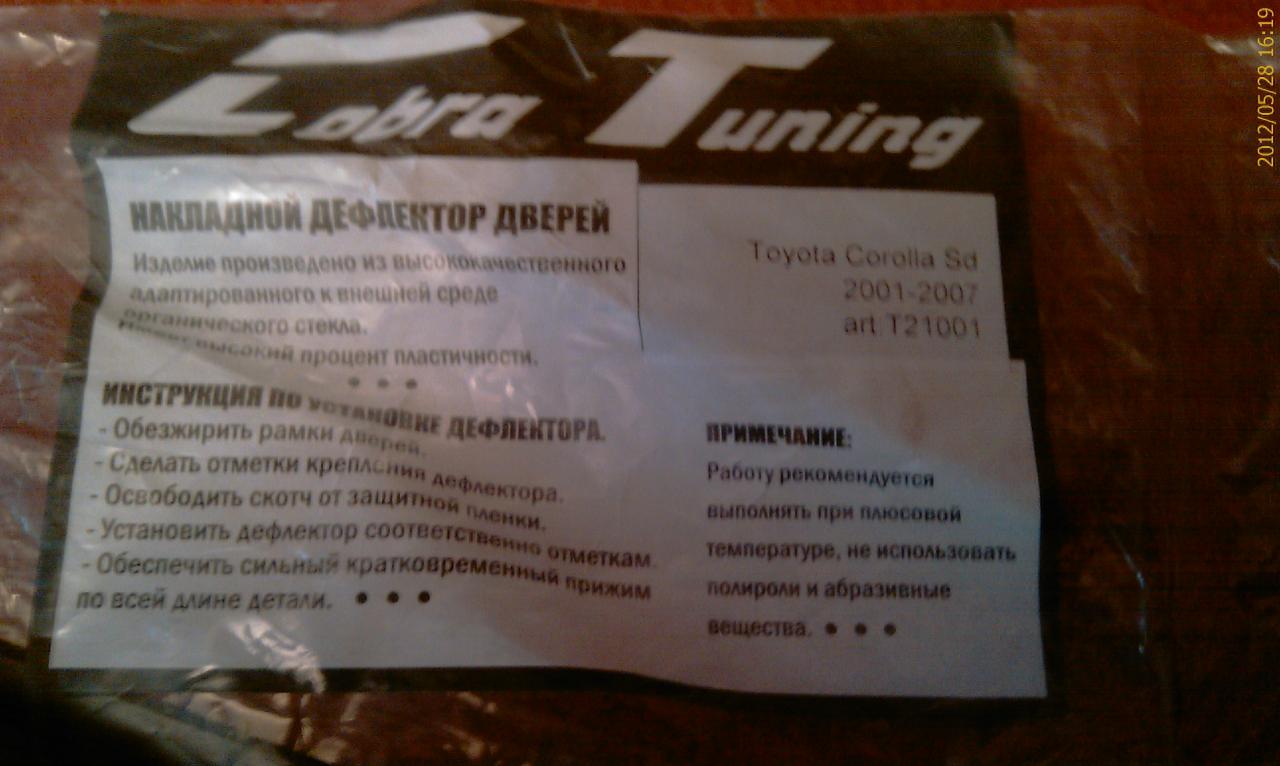 Cobra Tuning
НАКЛАДНОЙ ДЕФЛЕКТОР ДВЕРЕЙ
Изделие произведено из высококачественного
адаптированного к внешней среде
органического стекла.
Имеет высокий процент пластичности.
• • •
Toyota Corolla Sd
2001-2007
art T21001
ИНСТРУКЦИЯ ПО УСТАНОВКЕ ДЕФЛЕКТОРА.
- Обезжирить рамки дверей.
- Сделать отметки крепления дефлектора.
- Освободить скотч от защитной пленки.
- Установить дефлектор соответственно отметкам.
- Обеспечить сильный кратковременный прижим
по всей длине детали. • • •
ПРИМЕЧАНИЕ:
Работу рекомендуется
выполнять при плюсовой
температуре, не использовать
полироли и абразивные
вещества. • • •
2012/05/28 16:19